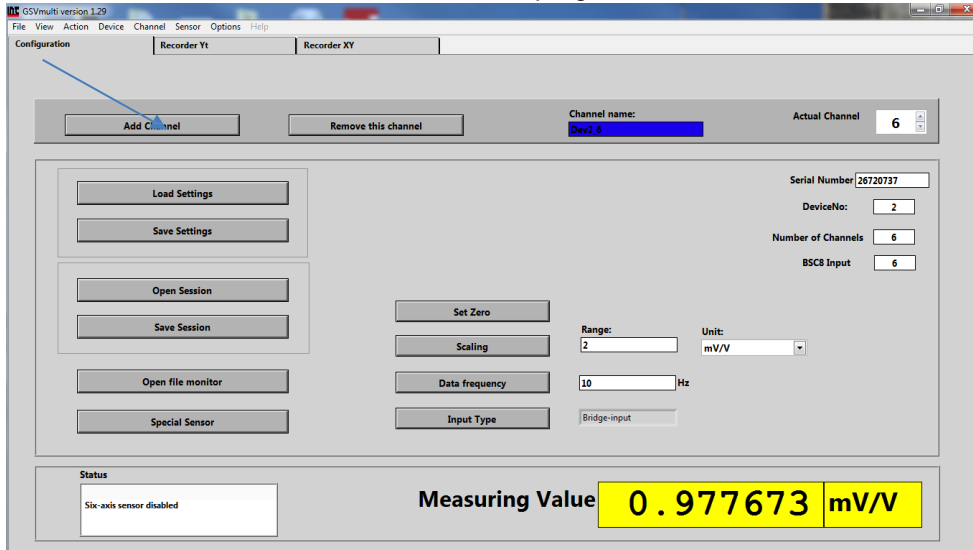 GSVmulti version 1.29
File View Action Device Channel Sensor Options Help
Configuration Recorder Yt Recorder XY
Channel name:
Actual Channel
Add Channel Remove this channel Dev2_6 6
Load Settings
Serial Number 26720737
DeviceNo: 2
Save Settings
Number of Channels 6
BSC8 Input 6
Open Session
Set Zero
Save Session
Range: Unit:
Scaling 2 mV/V
Open file monitor Data frequency 10 Hz
Special Sensor Input Type Bridge-input
Status
Six-axis sensor disabled
Measuring Value 0.977673 mV/V